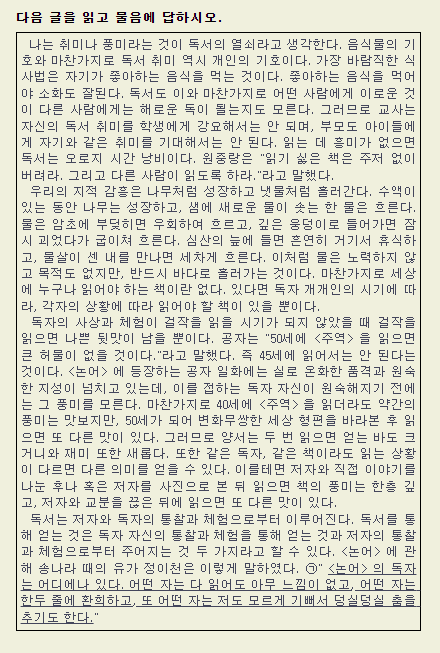 다음 글을 읽고 물음에 답하시오.
나는 취미나 풍미라는 것이 독서의 열쇠라고 생각한다. 음식물의 기
호와 마찬가지로 독서 취미 역시 개인의 기호이다. 가장 바람직한 식
사법은 자기가 좋아하는 음식을 먹는 것이다. 좋아하는 음식을 먹어
야 소화도 잘된다. 독서도 이와 마찬가지로 어떤 사람에게 이로운 것
이 다른 사람에게는 해로운 독이 될는지도 모른다. 그러므로 교사는
자신의 독서 취미를 학생에게 강요해서는 안 되며, 부모도 아이들에
게 자기와 같은 취미를 기대해서는 안 된다. 읽는 데 흥미가 없으면
독서는 오로지 시간 낭비이다. 원중랑은 "읽기 싫은 책은 주저 없이
버려라. 그리고 다른 사람이 읽도록 하라."라고 말했다.
우리의 지적 감흥은 나무처럼 성장하고 냇물처럼 흘러간다. 수액이
있는 동안 나무는 성장하고, 샘에 새로운 물이 솟는 한 물은 흐른다.
물은 암초에 부딪히면 우회하여 흐르고, 깊은 웅덩이로 들어가면 잠
시 괴었다가 굽이쳐 흐른다. 심산의 늪에 들면 혼연히 거기서 휴식하
고, 물살이 센 내를 만나면 세차게 흐른다. 이처럼 물은 노력하지 않
고 목적도 없지만, 반드시 바다로 흘러가는 것이다. 마찬가지로 세상
에 누구나 읽어야 하는 책이란 없다. 있다면 독자 개개인의 시기에 따
라, 각자의 상황에 따라 읽어야 할 책이 있을 뿐이다.
독자의 사상과 체험이 걸작을 읽을 시기가 되지 않았을 때 걸작을
읽으면 나쁜 뒷맛이 남을 뿐이다. 공자는 "50세에 <주역> 을 읽으면
큰 허물이 없을 것이다."라고 말했다. 즉 45세에 읽어서는 안 된다는
것이다. <논어> 에 등장하는 공자 일화에는 실로 온화한 품격과 원숙
한 지성이 넘치고 있는데, 이를 접하는 독자 자신이 원숙해지기 전에
는 그 풍미를 모른다. 마찬가지로 40세에 <주역> 을 읽더라도 약간의
풍미는 맛보지만, 50세가 되어 변화무쌍한 세상 형편을 바라본 후 읽
으면 또 다른 맛이 있다. 그러므로 양서는 두 번 읽으면 얻는 바도 크
거니와 재미 또한 새롭다. 또한 같은 독자, 같은 책이라도 읽는 상황
이 다르면 다른 의미를 얻을 수 있다. 이를테면 저자와 직접 이야기를
나눈 후나 혹은 저자를 사진으로 본 뒤 읽으면 책의 풍미는 한층 깊
고, 저자와 교분을 끊은 뒤에 읽으면 또 다른 맛이 있다.
독서는 저자와 독자의 통찰과 체험으로부터 이루어진다. 독서를 통
해 얻는 것은 독자 자신의 통찰과 체험을 통해 얻는 것과 저자의 통찰
과 체험으로부터 주어지는 것 두 가지라고 할 수 있다. <논어> 에 관
해 송나라 때의 유가 정이천은 이렇게 말하였다. ㉠" <논어> 의 독자
는 어디에나 있다. 어떤 자는 다 읽어도 아무 느낌이 없고, 어떤 자는
한두 줄에 환희하고, 또 어떤 자는 저도 모르게 기뻐서 덩실덩실 춤을
추기도 한다."